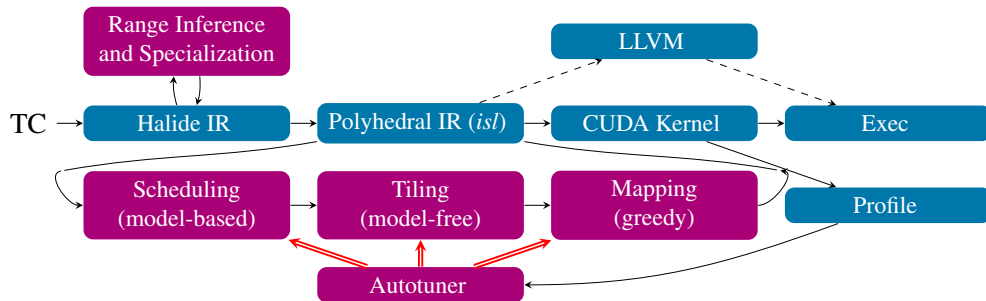 Range Inference
and Specialization
LLVM
TC
Halide IR
Polyhedral IR (isl)
CUDA Kernel
Exec
Scheduling
(model-based)
Tiling
(model-free)
Mapping
(greedy)
Profile
Autotuner